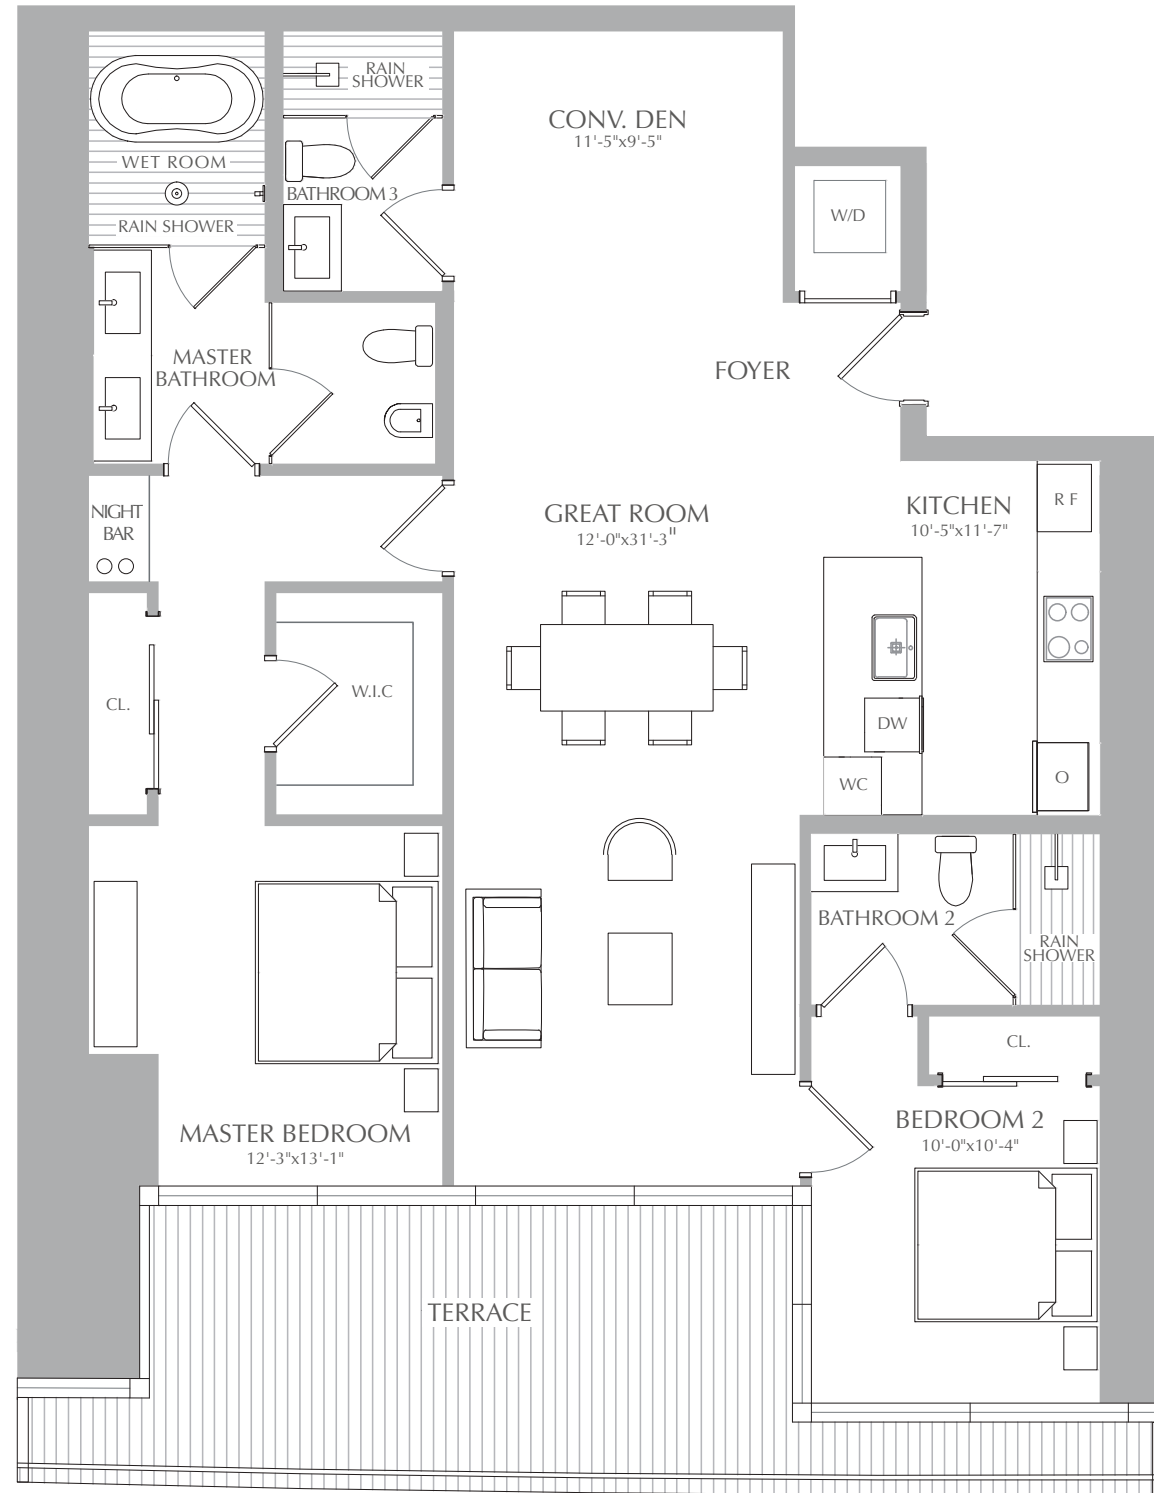 RAIN
SHOWER
CONV. DEN
11'-5"x9'-5"
WET ROOM
BATHROOM 3
RAIN SHOWER
W/D
MASTER
BATHROOM
FOYER
NIGHT
BAR
GREAT ROOM
12'-0"x31'-3"
KITCHEN
10'-5"x11'-7"
R F
CL.
W.I.C
DW
WC
O
BATHROOM 2
RAIN
SHOWER
CL.
MASTER BEDROOM
12'-3"x13'-1"
BEDROOM 2
10'-0"x10'-4"
TERRACE